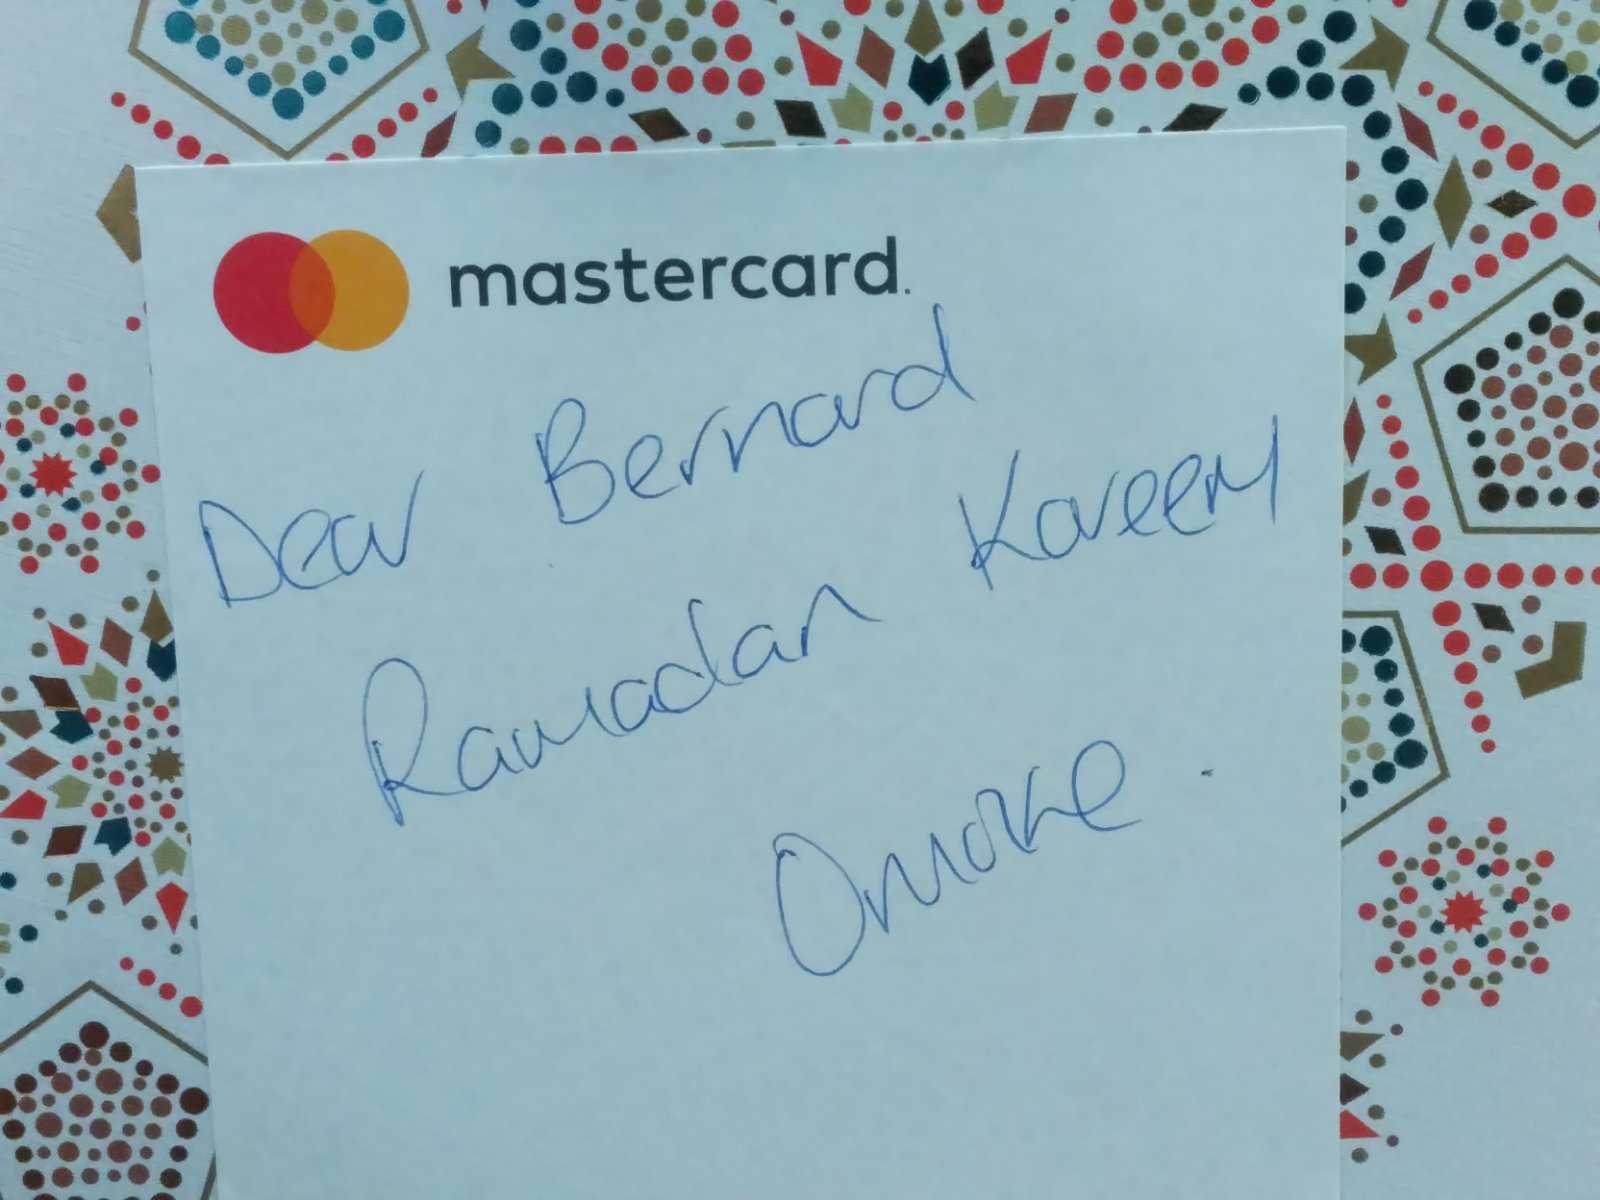 mastercard.
Dear Bernard
Ramadan Kareem
Omoke.